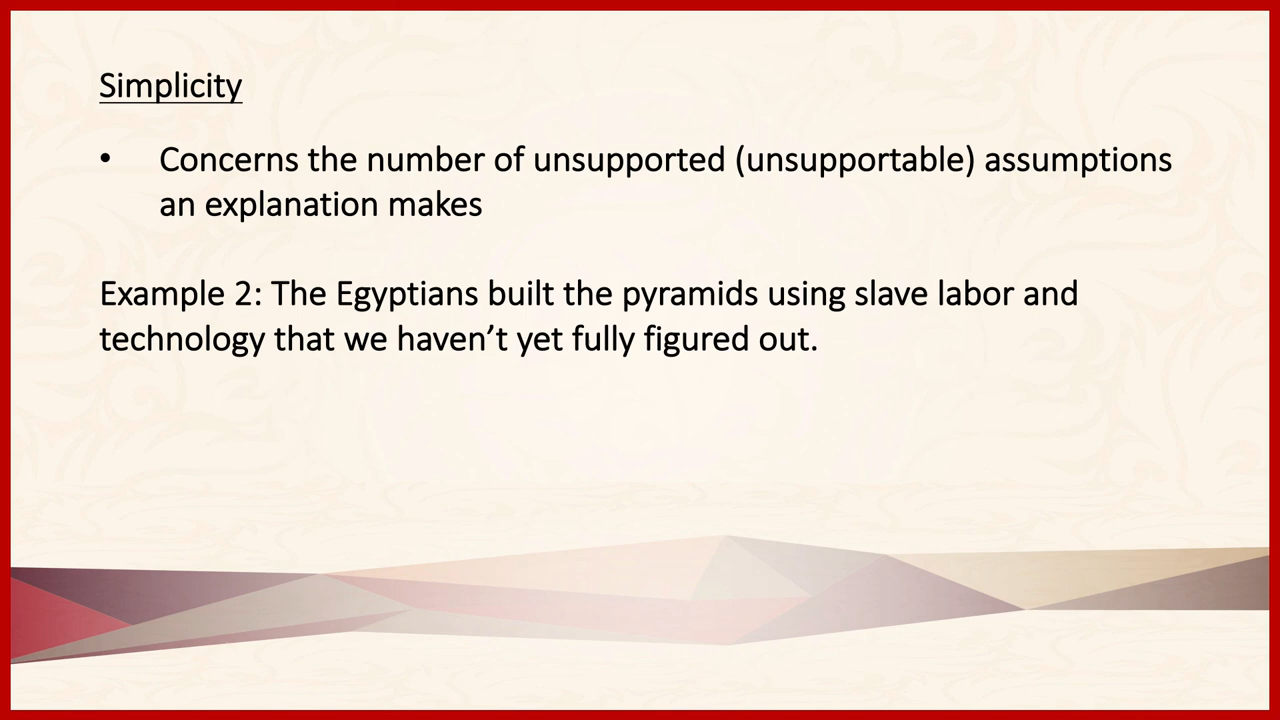 Simplicity
• Concerns the number of unsupported (unsupportable) assumptions
an explanation makes
Example 2: The Egyptians built the pyramids using slave labor and
technology that we haven’t yet fully figured out.